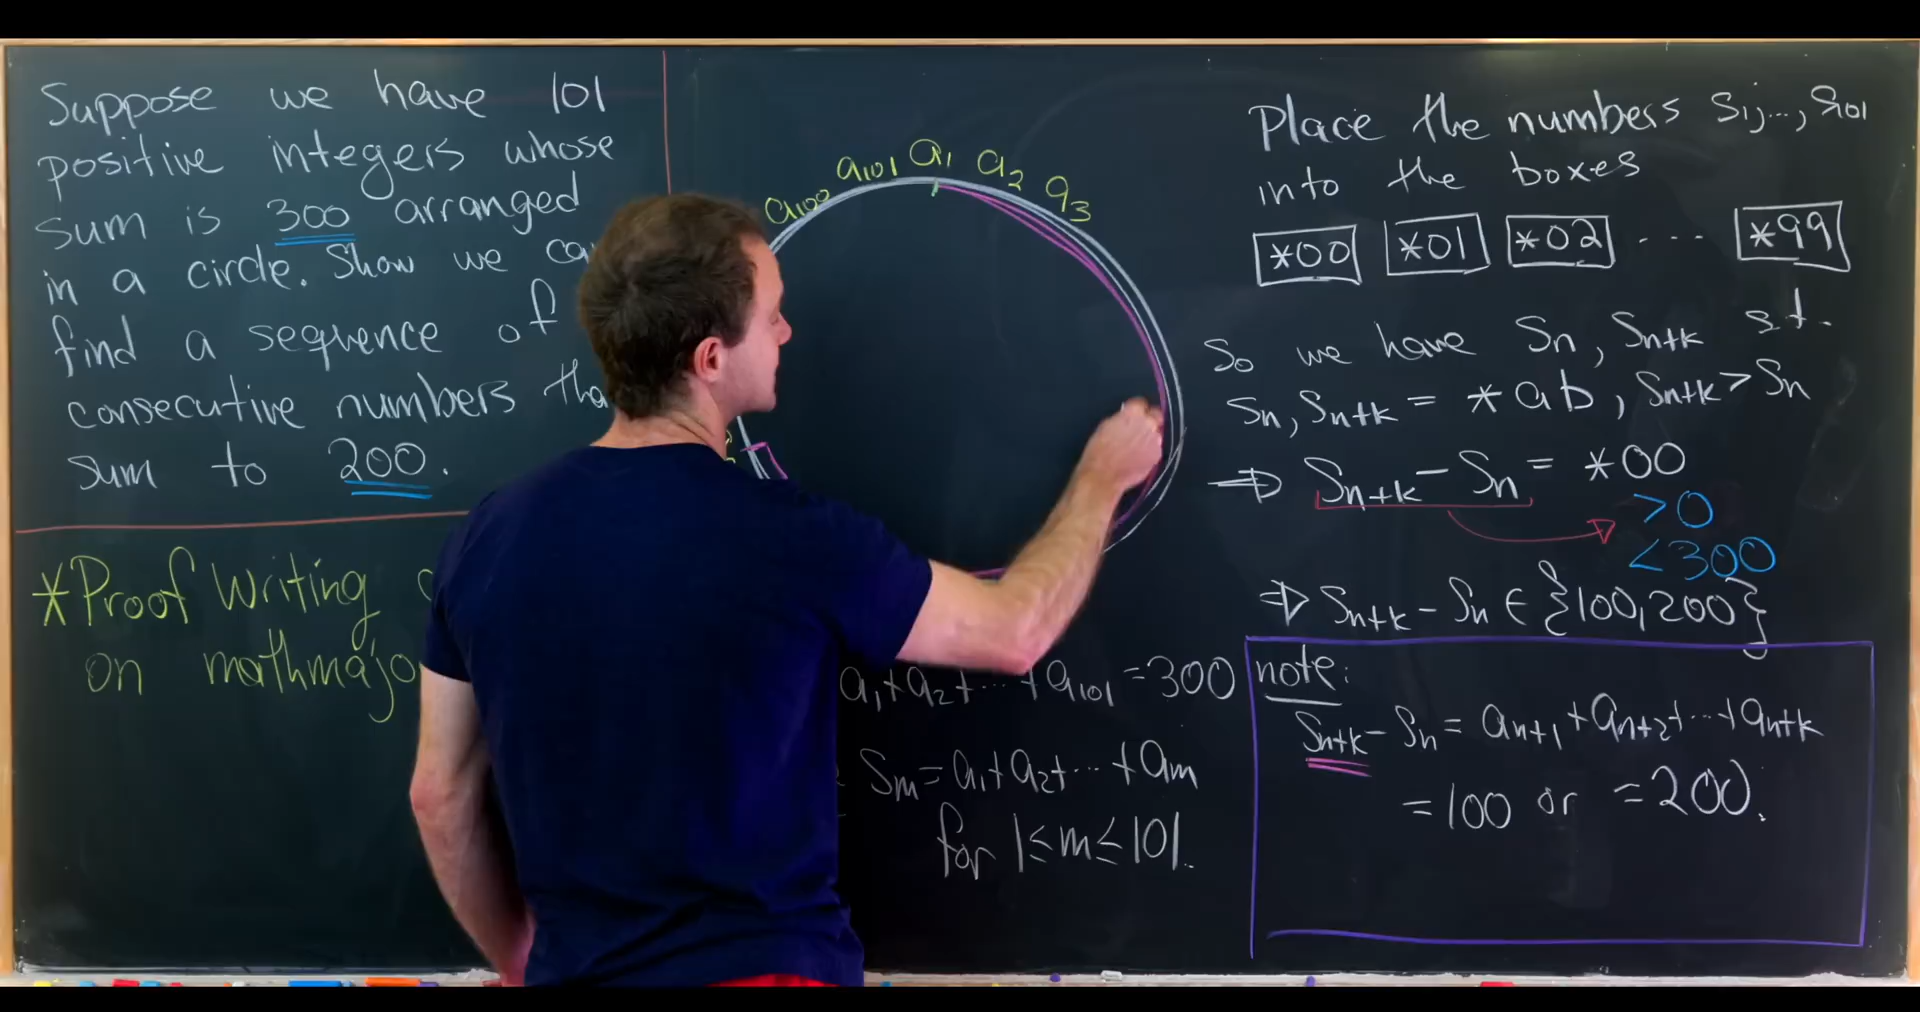 Suppose we have 101
positive integers whose
sum is 300 arranged
in a circle. Show we
find a sequence of
consecutive numbers
sum to 200.
*Proof Writing
on
a100 a101 a1 a2 a3
a1+a2+...+a101=300
Sm=a1+a2+...+am
for 1≤m≤101.
Place the numbers S1,...,S101
into the boxes
*00 *01 *02 ... *99
So we have Sn, Sn+k st.
Sn, Sn+k = *ab, Sn+k > Sn
⇒ Sn+k - Sn = *00
>0
<300
⇒ Sn+k - Sn ∈ {100,200}
note:
Sn+k - Sn = an+1+an+2+...+an+k
=100 or =200.